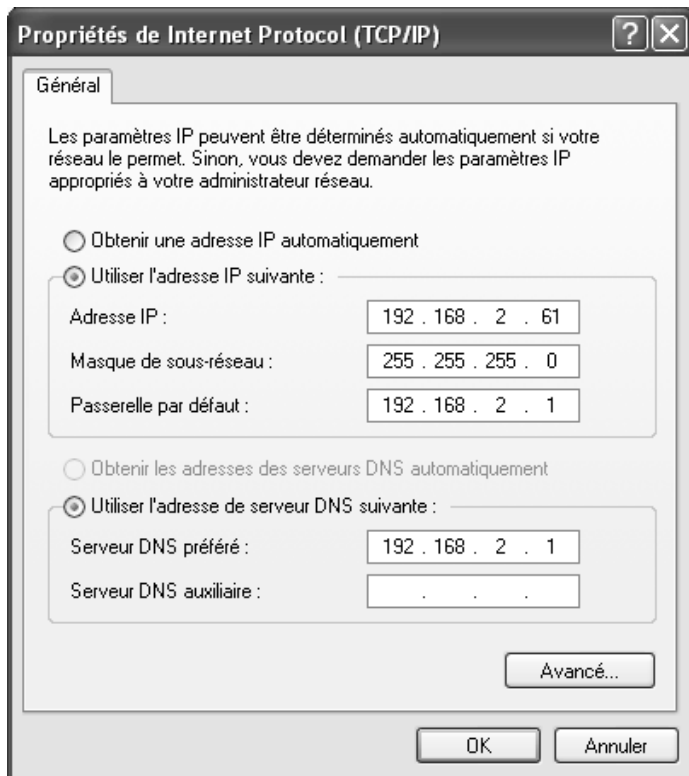 Propriétés de Internet Protocol (TCP/IP)
Général
Les paramètres IP peuvent être déterminés automatiquement si votre
réseau le permet. Sinon, vous devez demander les paramètres IP
appropriés à votre administrateur réseau.
Obtenir une adresse IP automatiquement
Utiliser l'adresse IP suivante :
Adresse IP : 192 . 168 . 2 . 61
Masque de sous-réseau : 255 . 255 . 255 . 0
Passerelle par défaut : 192 . 168 . 2 . 1
Obtenir les adresses des serveurs DNS automatiquement
Utiliser l'adresse de serveur DNS suivante :
Serveur DNS préféré : 192 . 168 . 2 . 1
Serveur DNS auxiliaire : . . .
Avancé...
OK Annuler